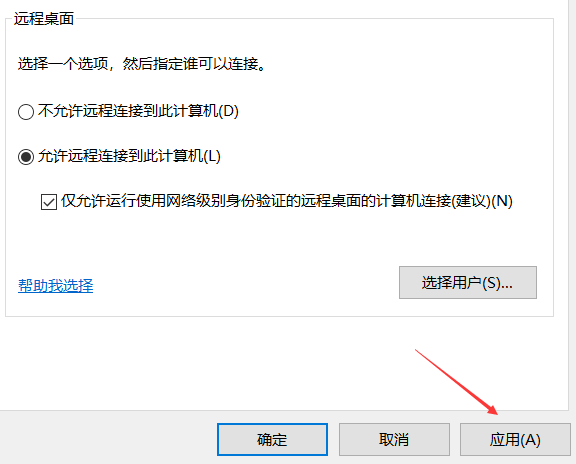 远程桌面
选择一个选项，然后指定谁可以连接。
不允许远程连接到此计算机(D)
允许远程连接到此计算机(L)
仅允许运行使用网络级别身份验证的远程桌面的计算机连接(建议)(N)
帮助我选择
选择用户(S)...
确定
取消
应用(A)